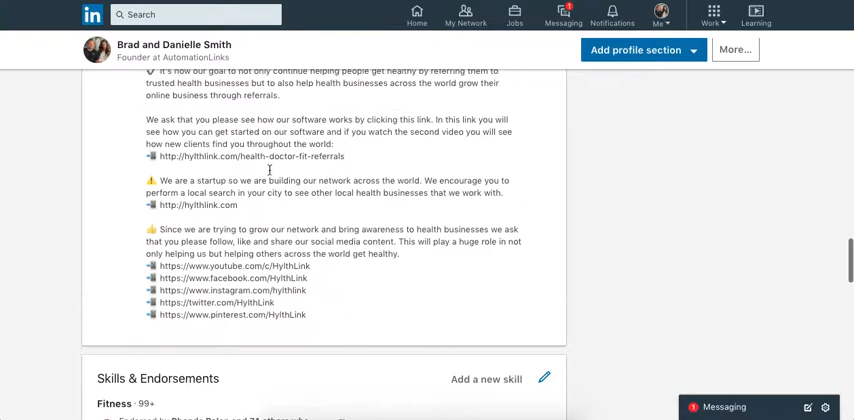 in
Search
Home
My Network
Jobs
1
Messaging
Notifications
Me
Work
Learning
Brad and Danielle Smith
Founder at AutomationLinks
Add profile section
More...
It's now our goal to not only continue helping people get healthy by referring them to
trusted health businesses but to also help health businesses across the world grow their
online business through referrals.
We ask that you please see how our software works by clicking this link. In this link you will
see how you can get started on our software and if you watch the second video you will see
how new clients find you throughout the world:
http://hylthlink.com/health-doctor-fit-referrals
We are a startup so we are building our network across the world. We encourage you to
perform a local search in your city to see other local health businesses that we work with.
http://hylthlink.com
Since we are trying to grow our network and bring awareness to health businesses we ask
that you please follow, like and share our social media content. This will play a huge role in not
only helping us but helping others across the world get healthy.
https://www.youtube.com/c/HylthLink
https://www.facebook.com/HylthLink
https://www.instagram.com/hylthlink
https://twitter.com/HylthLink
https://www.pinterest.com/HylthLink
Skills & Endorsements
Add a new skill
Fitness · 99+
1 Messaging